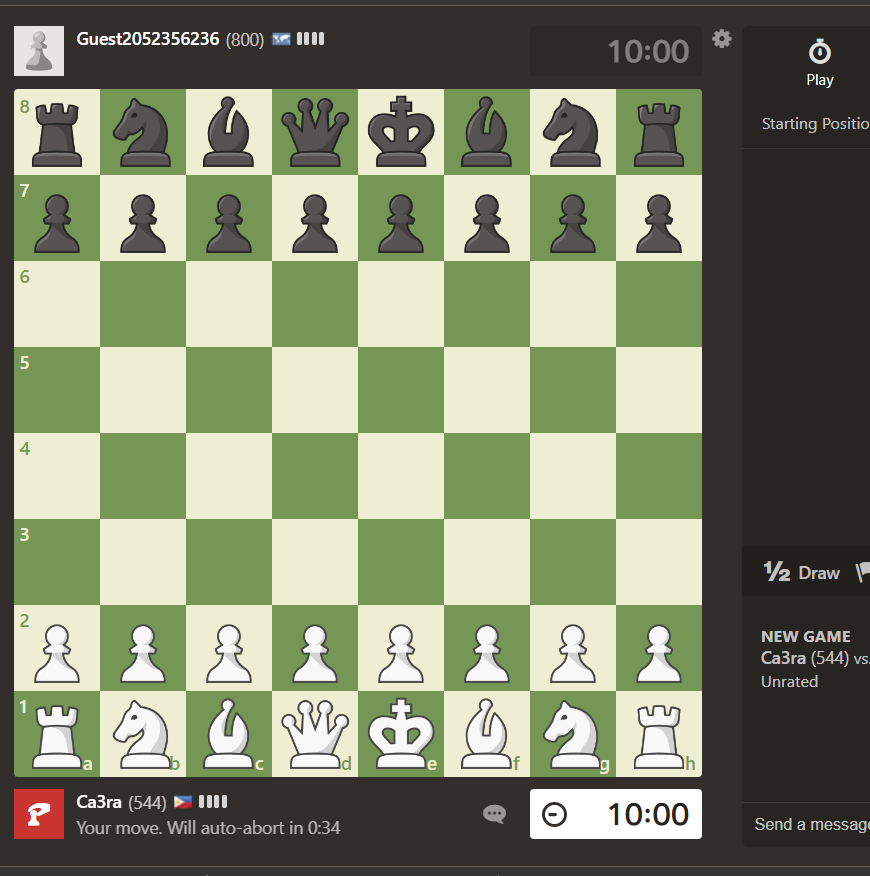 Guest2052356236 (800)
10:00
Play
Starting Positio
8
7
6
5
4
3
2
1
a b c d e f g h
½ Draw
NEW GAME
Ca3ra (544) vs.
Unrated
Ca3ra (544)
Your move. Will auto-abort in 0:34
10:00
Send a message